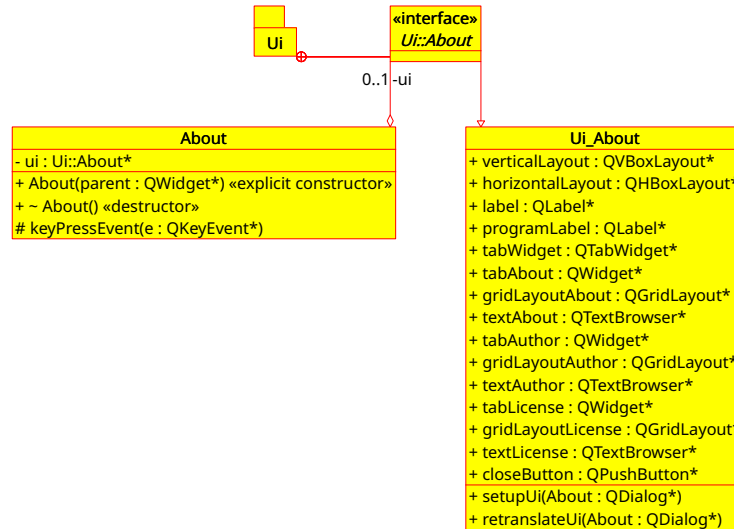 Ui
«interface»
Ui::About
0..1 -ui
About
- ui : Ui::About*
+ About(parent : QWidget*) «explicit constructor»
+ ~ About() «destructor»
# keyPressEvent(e : QKeyEvent*)
Ui_About
+ verticalLayout : QVBoxLayout*
+ horizontalLayout : QHBoxLayout*
+ label : QLabel*
+ programLabel : QLabel*
+ tabWidget : QTabWidget*
+ tabAbout : QWidget*
+ gridLayoutAbout : QGridLayout*
+ textAbout : QTextBrowser*
+ tabAuthor : QWidget*
+ gridLayoutAuthor : QGridLayout*
+ textAuthor : QTextBrowser*
+ tabLicense : QWidget*
+ gridLayoutLicense : QGridLayout*
+ textLicense : QTextBrowser*
+ closeButton : QPushButton*
+ setupUi(About : QDialog*)
+ retranslateUi(About : QDialog*)